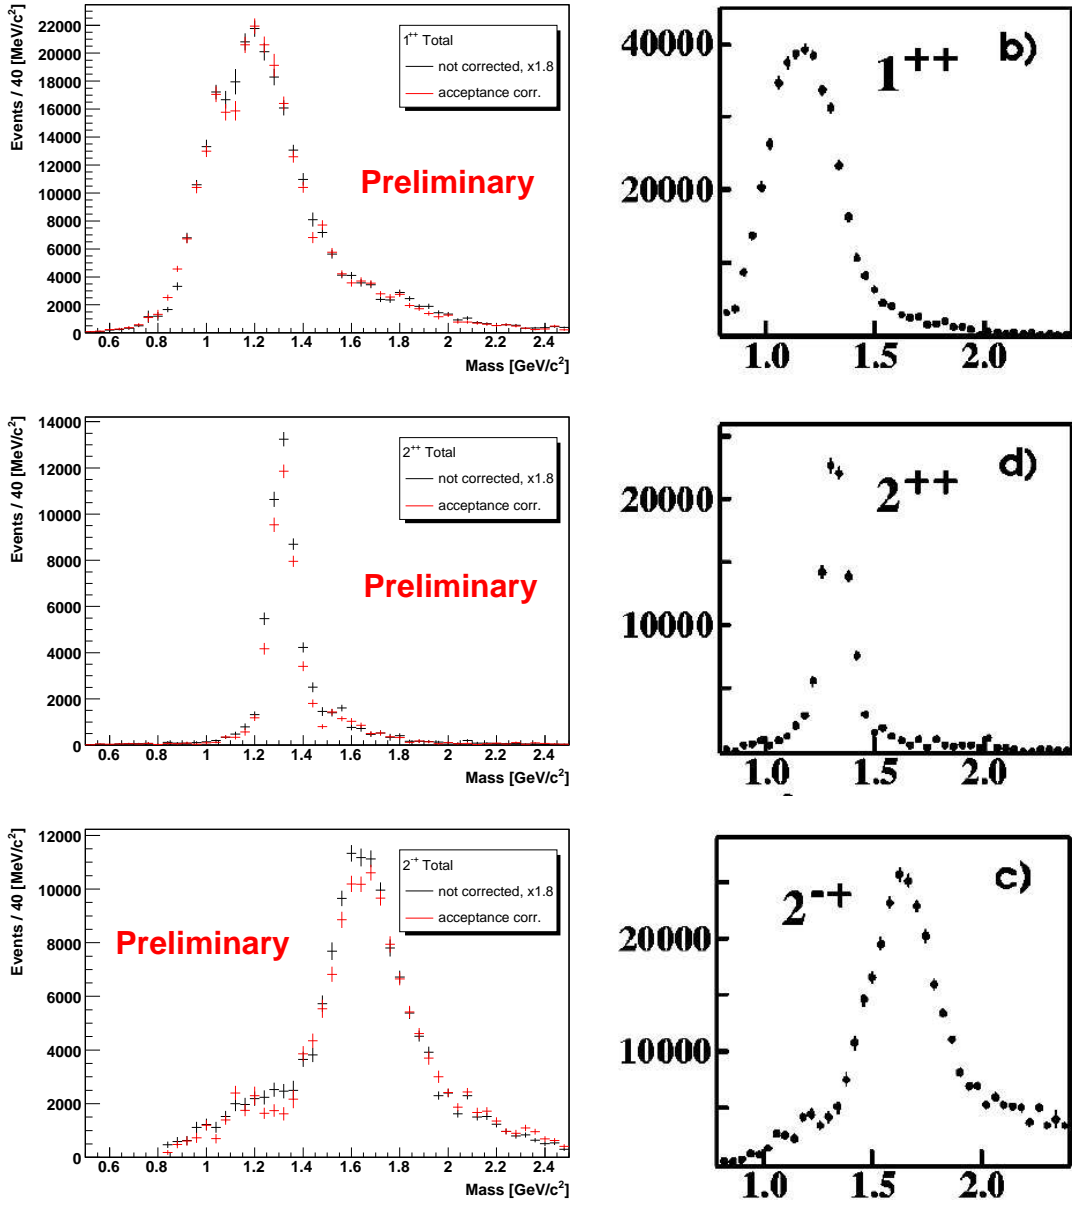 22000
20000
18000
16000
14000
12000
10000
8000
6000
4000
2000
0
Events / 40 [MeV/c²]
1⁺⁺ Total
not corrected, x1.8
acceptance corr.
Preliminary
0.6 0.8 1 1.2 1.4 1.6 1.8 2 2.2 2.4
Mass [GeV/c²]
b)
1⁺⁺
40000
20000
1.0 1.5 2.0
14000
12000
10000
8000
6000
4000
2000
0
Events / 40 [MeV/c²]
2⁺⁺ Total
not corrected, x1.8
acceptance corr.
Preliminary
0.6 0.8 1 1.2 1.4 1.6 1.8 2 2.2 2.4
Mass [GeV/c²]
d)
2⁺⁺
20000
10000
1.0 1.5 2.0
12000
10000
8000
6000
4000
2000
0
Events / 40 [MeV/c²]
2⁻⁺ Total
not corrected, x1.8
acceptance corr.
Preliminary
0.6 0.8 1 1.2 1.4 1.6 1.8 2 2.2 2.4
Mass [GeV/c²]
c)
2⁻⁺
20000
10000
1.0 1.5 2.0